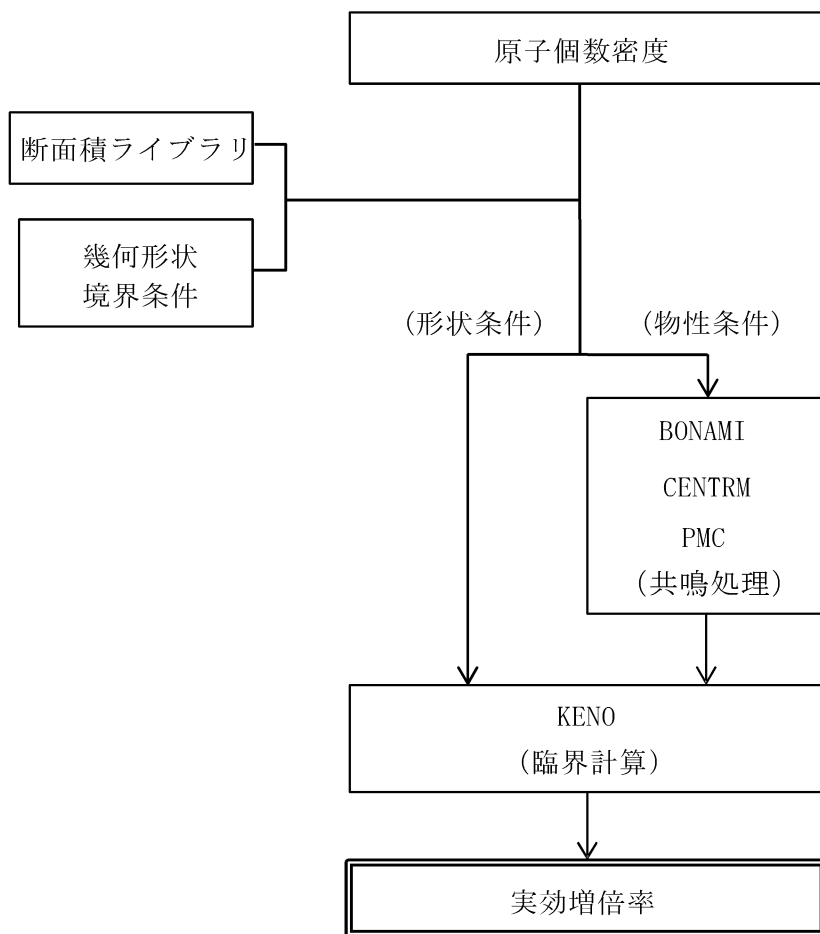 原子個数密度
断面積ライブラリ
幾何形状
境界条件
(形状条件)
(物性条件)
BONAMI
CENTRM
PMC
(共鳴処理)
KENO
(臨界計算)
実効増倍率